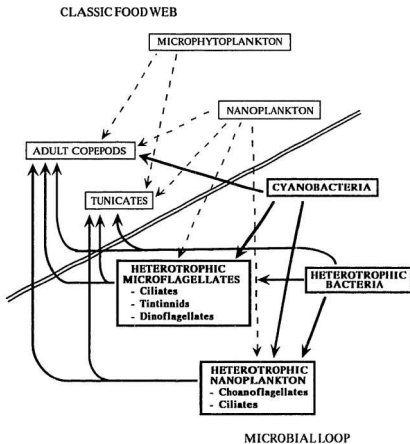 CLASSIC FOOD WEB
MICROPHYTOPLANKTON
NANOPLANKTON
ADULT COPEPODS
TUNICATES
CYANOBACTERIA
HETEROTROPHIC
MICROFLAGELLATES
- Ciliates
- Tintinnids
- Dinoflagellates
HETEROTROPHIC
BACTERIA
HETEROTROPHIC
NANOPLANKTON
- Choanoflagellates
- Ciliates
MICROBIAL LOOP